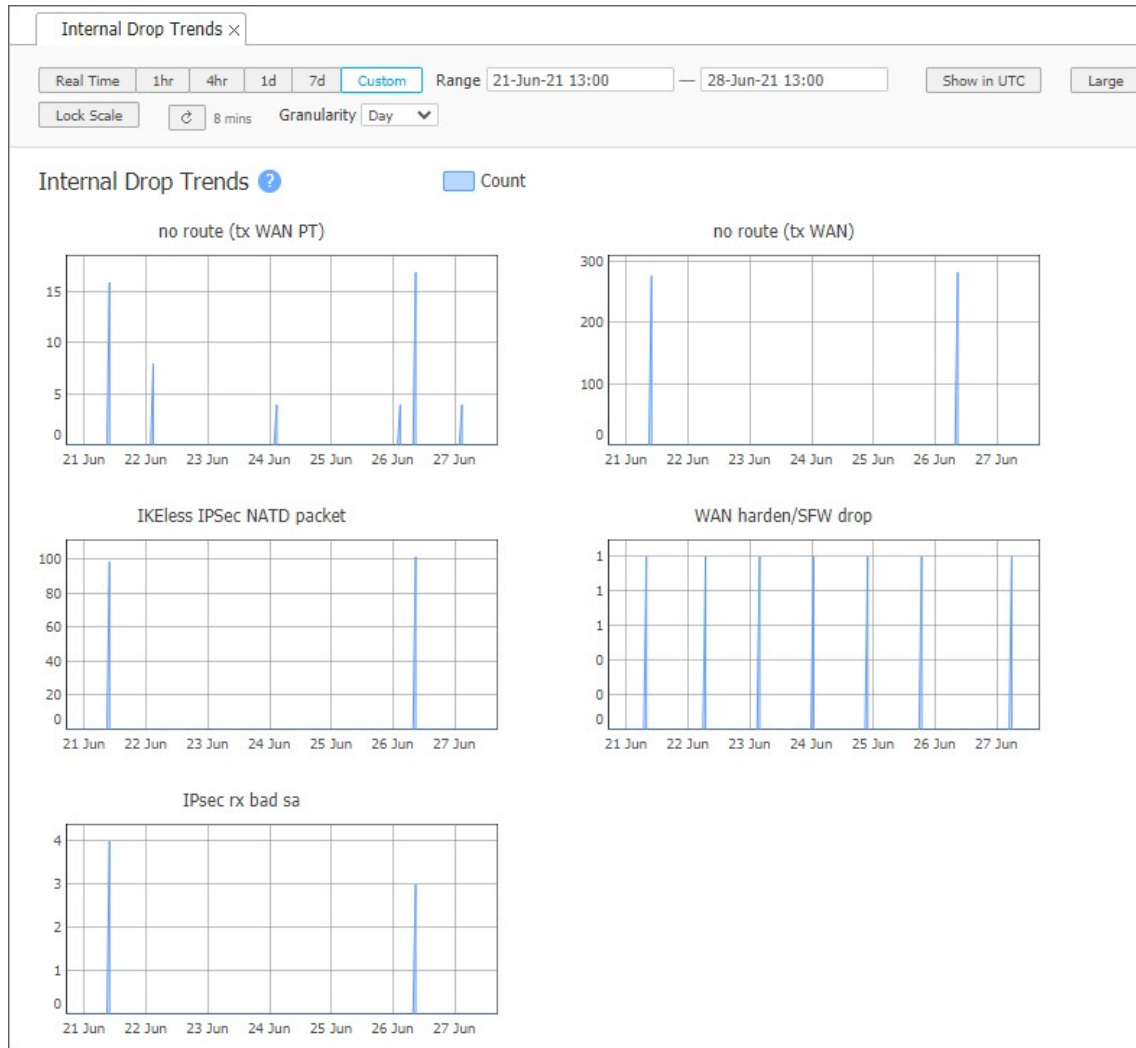 Internal Drop Trends ×
Real Time 1hr 4hr 1d 7d Custom Range 21-Jun-21 13:00 — 28-Jun-21 13:00 Show in UTC Large
Lock Scale 8 mins Granularity Day
Internal Drop Trends ? Count
no route (tx WAN PT)
15
10
5
0
21 Jun 22 Jun 23 Jun 24 Jun 25 Jun 26 Jun 27 Jun
no route (tx WAN)
300
200
100
0
21 Jun 22 Jun 23 Jun 24 Jun 25 Jun 26 Jun 27 Jun
IKEless IPSec NATD packet
100
80
60
40
20
0
21 Jun 22 Jun 23 Jun 24 Jun 25 Jun 26 Jun 27 Jun
WAN harden/SFW drop
1
1
1
0
0
0
21 Jun 22 Jun 23 Jun 24 Jun 25 Jun 26 Jun 27 Jun
IPsec rx bad sa
4
3
2
1
0
21 Jun 22 Jun 23 Jun 24 Jun 25 Jun 26 Jun 27 Jun